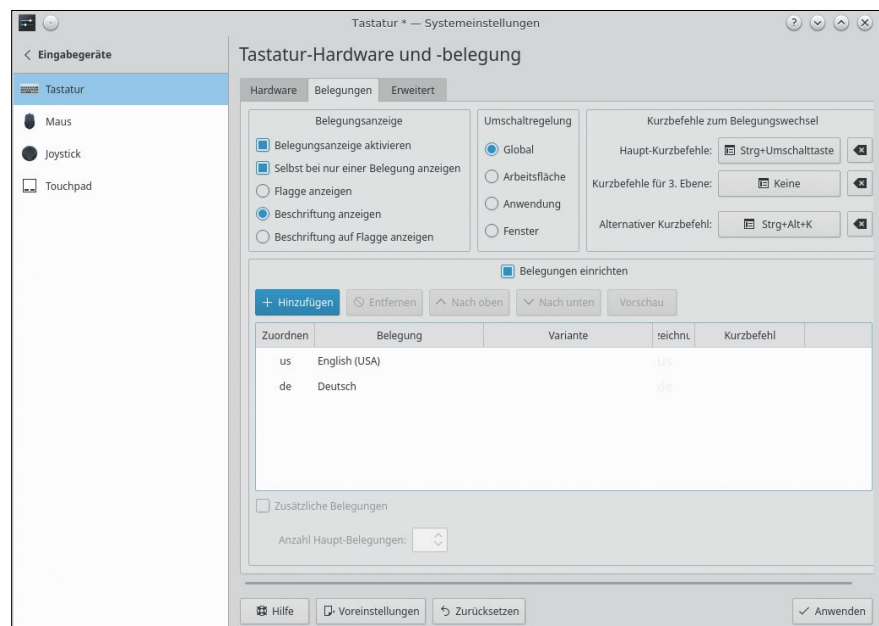 Tastatur * — Systemeinstellungen
Eingabegeräte
Tastatur
Maus
Joystick
Touchpad
Tastatur-Hardware und -belegung
Hardware Belegungen Erweitert
Belegungsanzeige
Belegungsanzeige aktivieren
Selbst bei nur einer Belegung anzeigen
Flagge anzeigen
Beschriftung anzeigen
Beschriftung auf Flagge anzeigen
Umschaltregelung
Global
Arbeitsfläche
Anwendung
Fenster
Kurzbefehle zum Belegungswechsel
Haupt-Kurzbefehle: Strg+Umschalttaste
Kurzbefehle für 3. Ebene: Keine
Alternativer Kurzbefehl: Strg+Alt+K
Belegungen einrichten
+ Hinzufügen Entfernen Nach oben Nach unten Vorschau
Zuordnen Belegung Variante zeichnu Kurzbefehl
us English (USA) us
de Deutsch de
Zusätzliche Belegungen
Anzahl Haupt-Belegungen:
Hilfe Voreinstellungen Zurücksetzen Anwenden